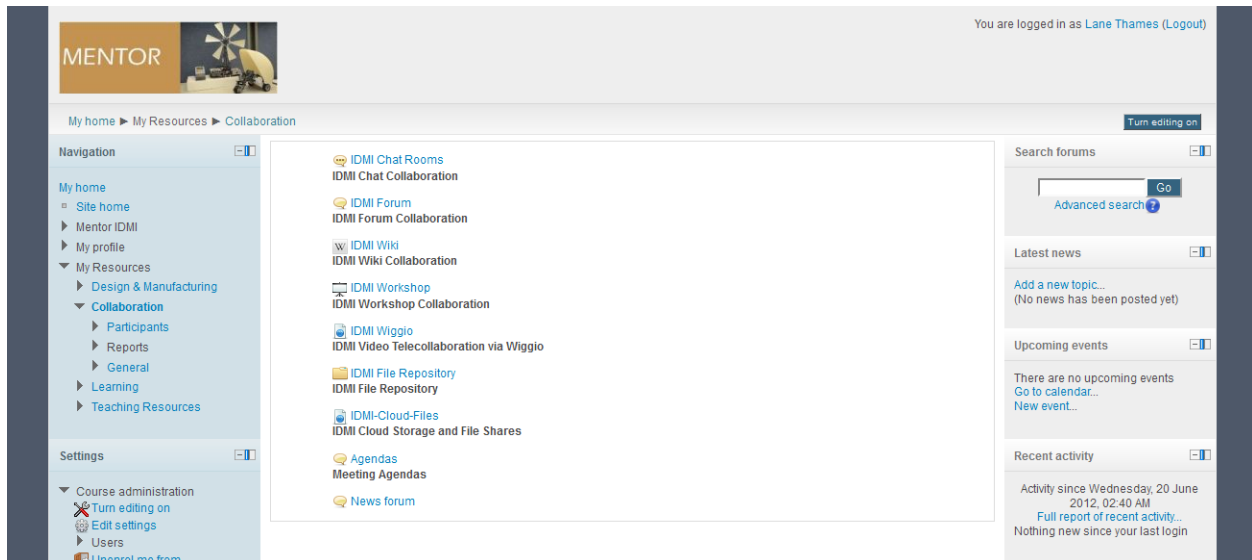 You are logged in as Lane Thames (Logout)
MENTOR
My home ► My Resources ► Collaboration
Turn editing on
Navigation
My home
Site home
Mentor IDMI
My profile
My Resources
Design & Manufacturing
Collaboration
Participants
Reports
General
Learning
Teaching Resources
Settings
Course administration
Turn editing on
Edit settings
Users
Unenrol me from
IDMI Chat Rooms
IDMI Chat Collaboration
IDMI Forum
IDMI Forum Collaboration
W IDMI Wiki
IDMI Wiki Collaboration
IDMI Workshop
IDMI Workshop Collaboration
IDMI Wiggio
IDMI Video Telecollaboration via Wiggio
IDMI File Repository
IDMI File Repository
IDMI-Cloud-Files
IDMI Cloud Storage and File Shares
Agendas
Meeting Agendas
News forum
Search forums
Go
Advanced search ?
Latest news
Add a new topic...
(No news has been posted yet)
Upcoming events
There are no upcoming events
Go to calendar...
New event...
Recent activity
Activity since Wednesday, 20 June
2012, 02:40 AM
Full report of recent activity...
Nothing new since your last login